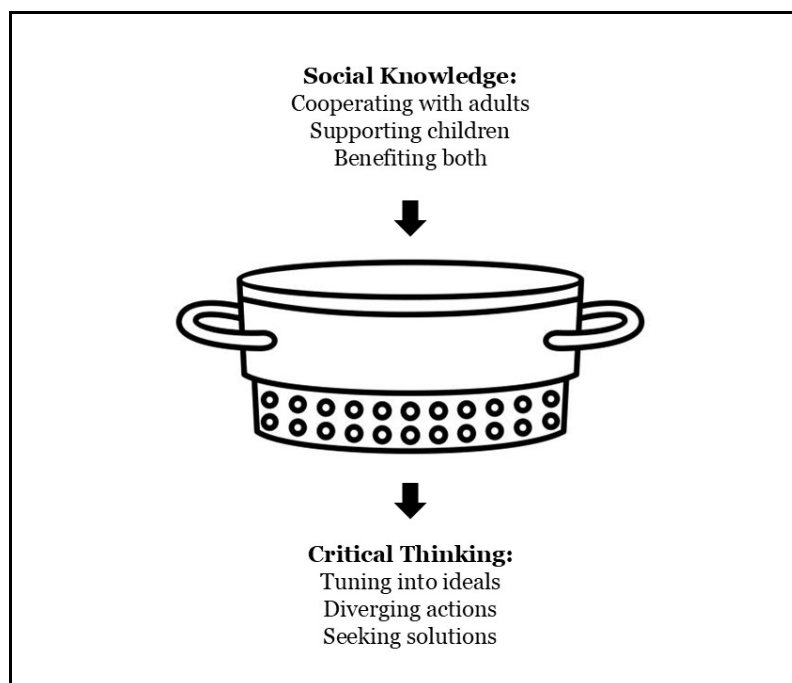 Social Knowledge:
Cooperating with adults
Supporting children
Benefiting both
Critical Thinking:
Tuning into ideals
Diverging actions
Seeking solutions